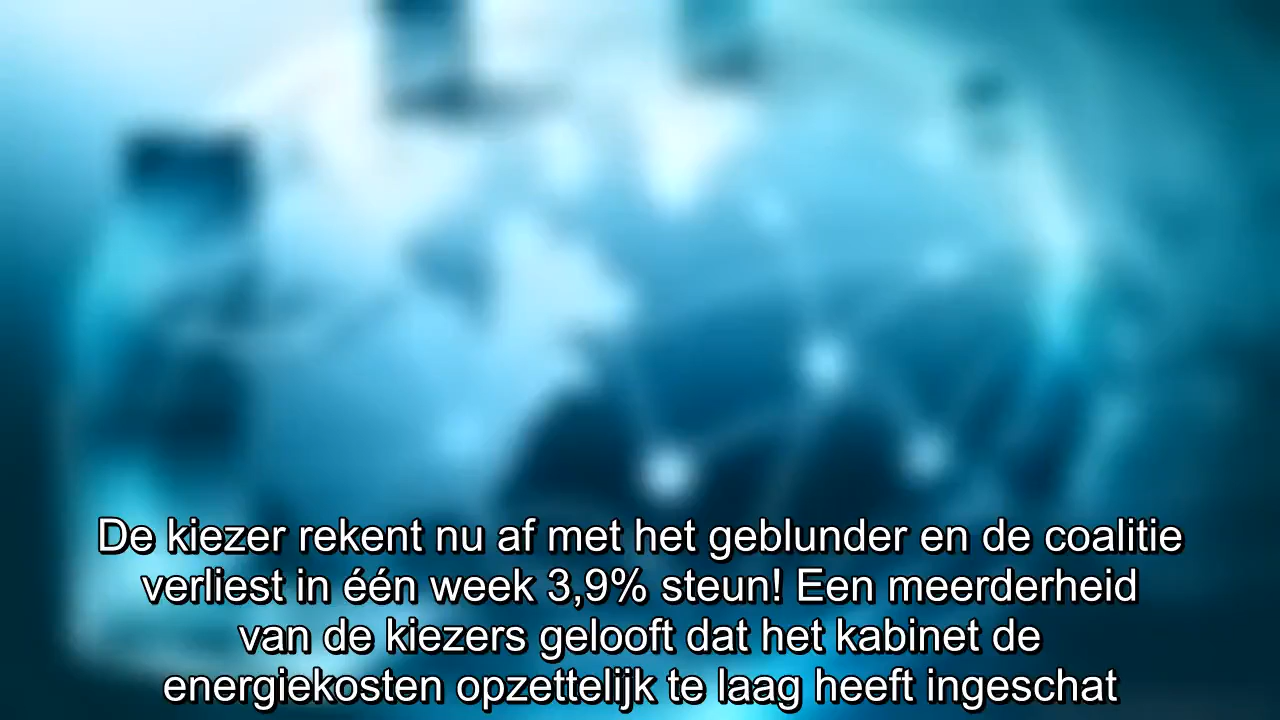 De kiezer rekent nu af met het geblunder en de coalitie
verliest in één week 3,9% steun! Een meerderheid
van de kiezers gelooft dat het kabinet de
energiekosten opzettelijk te laag heeft ingeschat